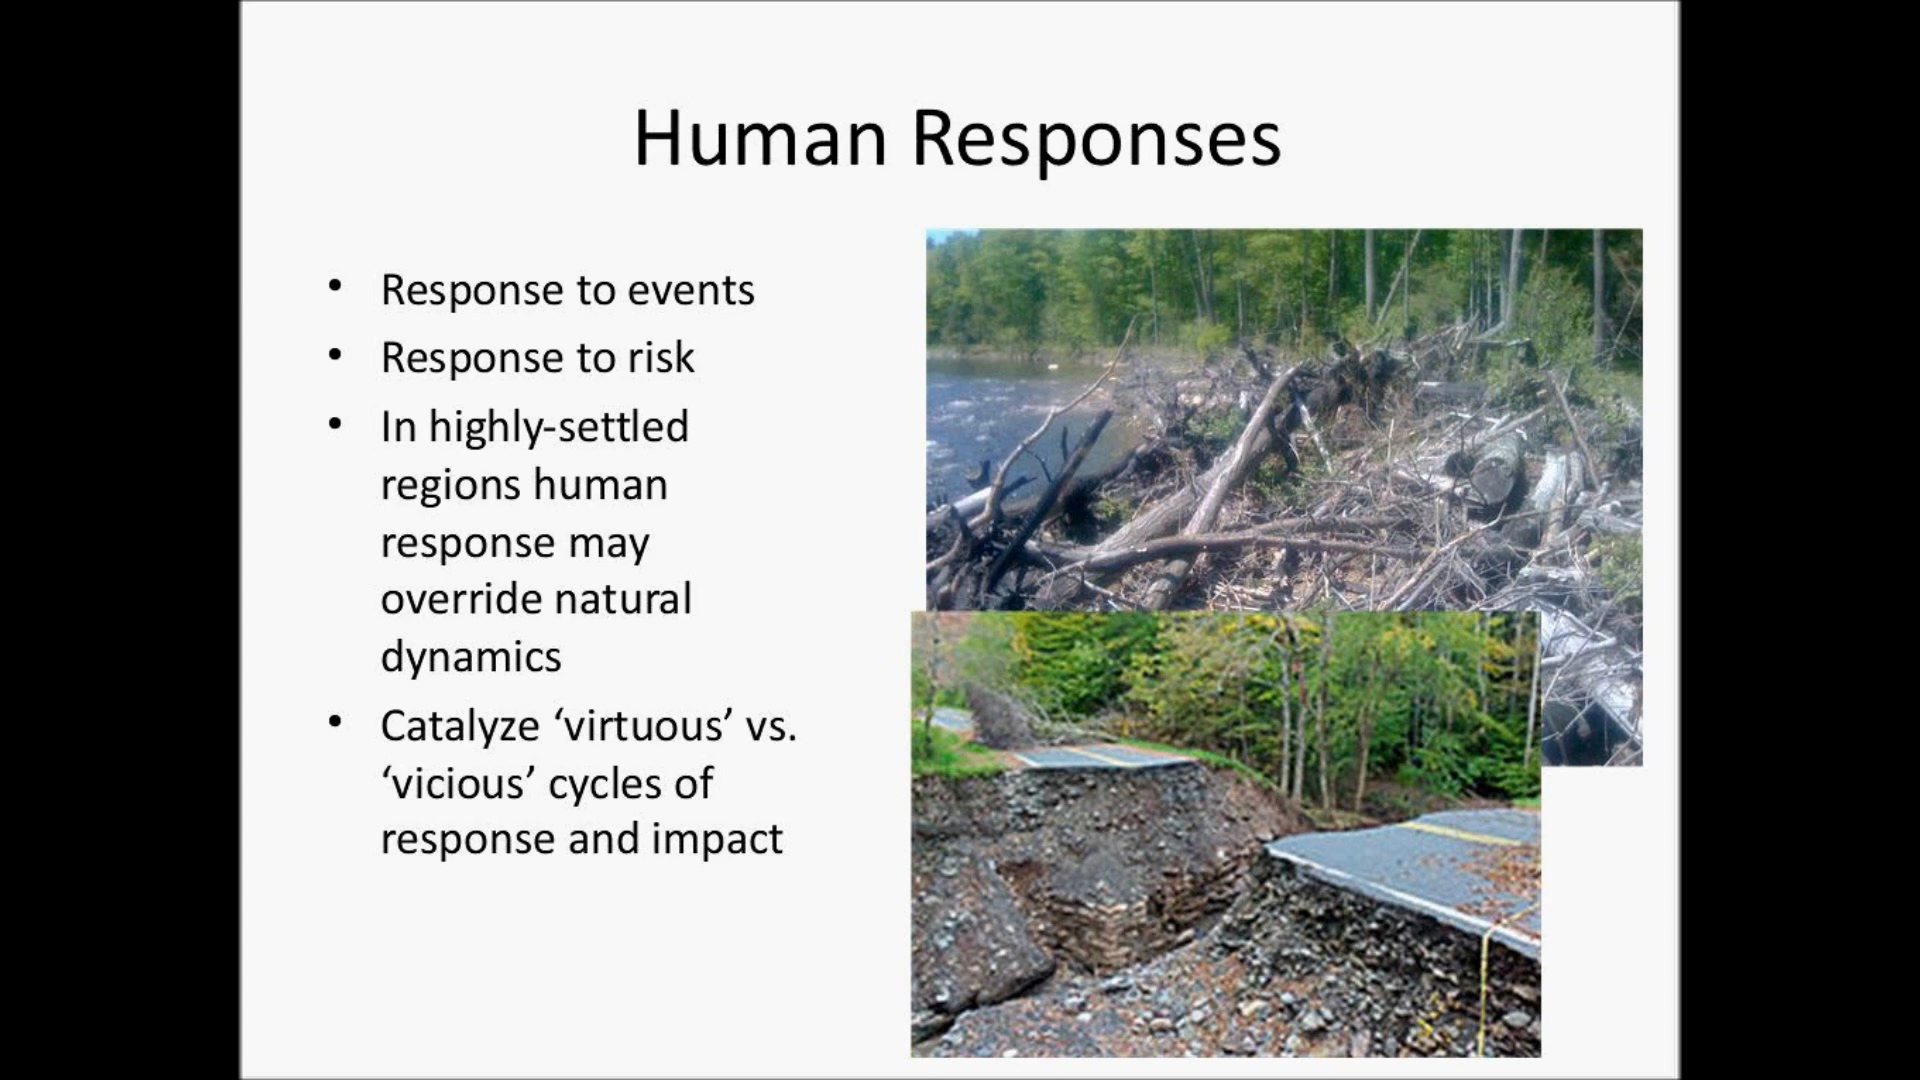 Human Responses
• Response to events
• Response to risk
• In highly-settled
regions human
response may
override natural
dynamics
• Catalyze ‘virtuous’ vs.
‘vicious’ cycles of
response and impact